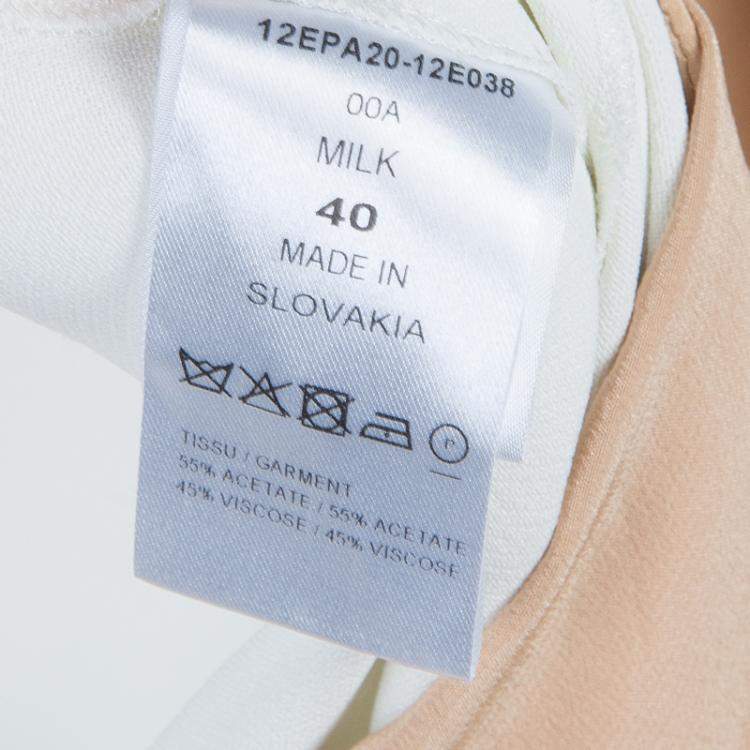 12EPA20-12E038
00A
MILK
40
MADE IN
SLOVAKIA
P
TISSU / GARMENT
55% ACETATE / 55% ACETATE
45% VISCOSE / 45% VISCOSE